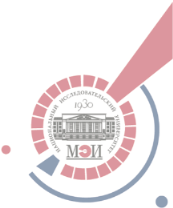 НАЦИОНАЛЬНЫЙ ИССЛЕДОВАТЕЛЬСКИЙ УНИВЕРСИТЕТ
1930
МЭИ